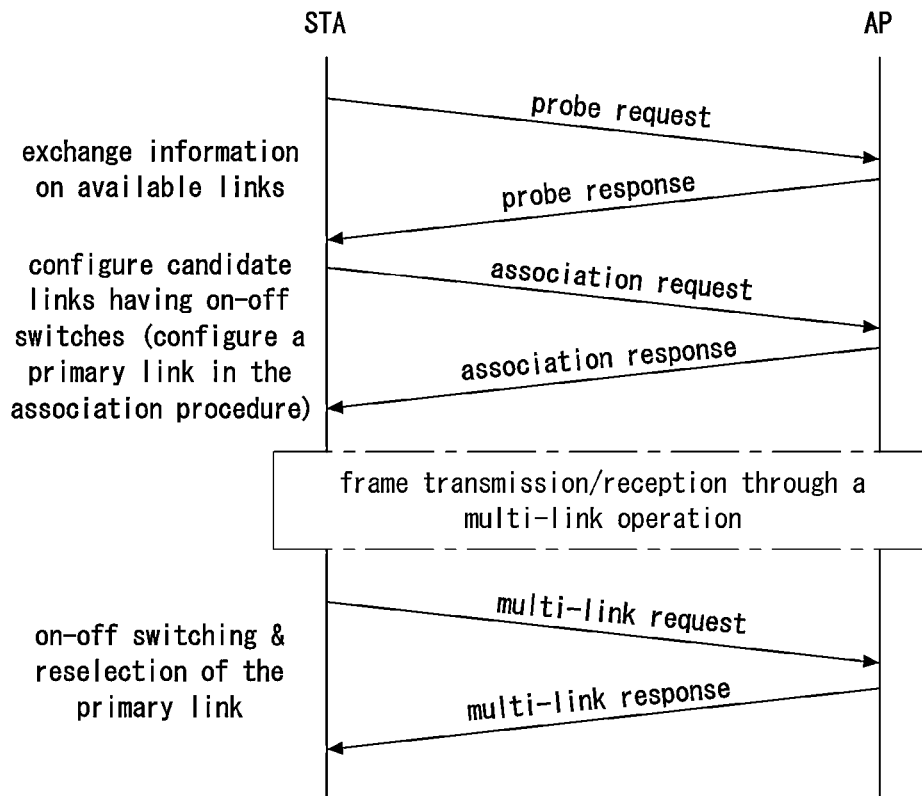 STA
AP
probe request
exchange information
on available links
probe response
configure candidate
links having on-off
switches (configure a
primary link in the
association procedure)
association request
association response
frame transmission/reception through a
multi-link operation
multi-link request
on-off switching &
reselection of the
primary link
multi-link response